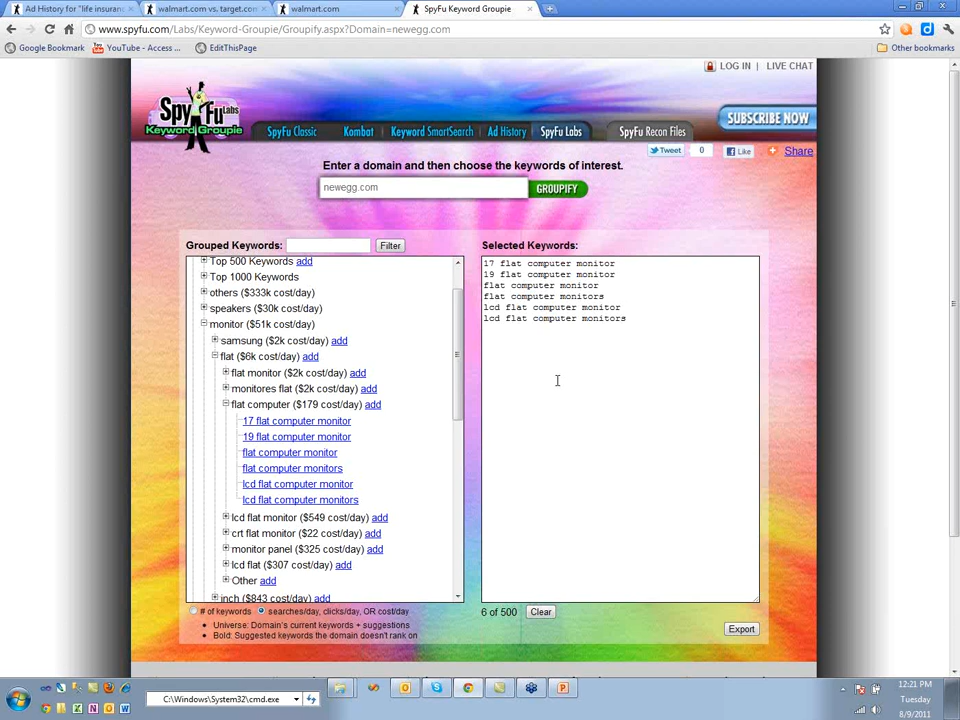 Ad History for "life insuran
walmart.com vs. target.com
walmart.com
SpyFu Keyword Groupie
www.spyfu.com/Labs/Keyword-Groupie/Groupify.aspx?Domain=newegg.com
Google Bookmark
YouTube - Access ...
EditThisPage
Other bookmarks
LOG IN | LIVE CHAT
SpyFu Labs
Keyword Groupie
SpyFu Classic
Kombat
Keyword SmartSearch
Ad History
SpyFu Labs
SpyFu Recon Files
SUBSCRIBE NOW
Tweet
0
Like
Share
Enter a domain and then choose the keywords of interest.
newegg.com
GROUPIFY
Grouped Keywords:
Filter
Top 500 Keywords add
Top 1000 Keywords
others ($333k cost/day)
speakers ($30k cost/day)
monitor ($51k cost/day)
samsung ($2k cost/day) add
flat ($6k cost/day) add
flat monitor ($2k cost/day) add
monitores flat ($2k cost/day) add
flat computer ($179 cost/day) add
17 flat computer monitor
19 flat computer monitor
flat computer monitor
flat computer monitors
lcd flat computer monitor
lcd flat computer monitors
lcd flat monitor ($549 cost/day) add
crt flat monitor ($22 cost/day) add
monitor panel ($325 cost/day) add
lcd flat ($307 cost/day) add
Other add
inch ($843 cost/day) add
# of keywords
searches/day, clicks/day, OR cost/day
Universe: Domain's current keywords + suggestions
Bold: Suggested keywords the domain doesn't rank on
Selected Keywords:
17 flat computer monitor
19 flat computer monitor
flat computer monitor
flat computer monitors
lcd flat computer monitor
lcd flat computer monitors
6 of 500
Clear
Export
C:\Windows\System32\cmd.exe
12:21 PM
Tuesday
8/9/2011